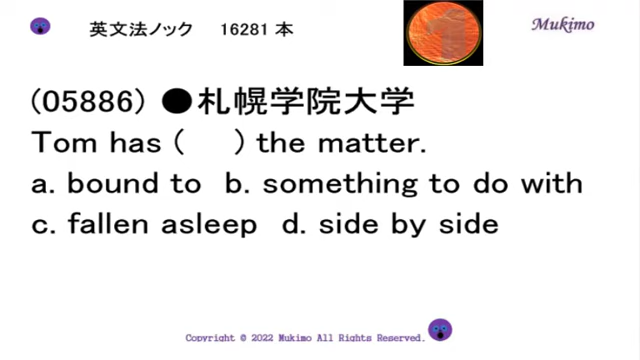 英文法ノック 16281 本
Mukimo
(05886) ●札幌学院大学
Tom has (     ) the matter.
a. bound to b. something to do with
c. fallen asleep d. side by side
Copyright © 2022 Mukimo All Rights Reserved.